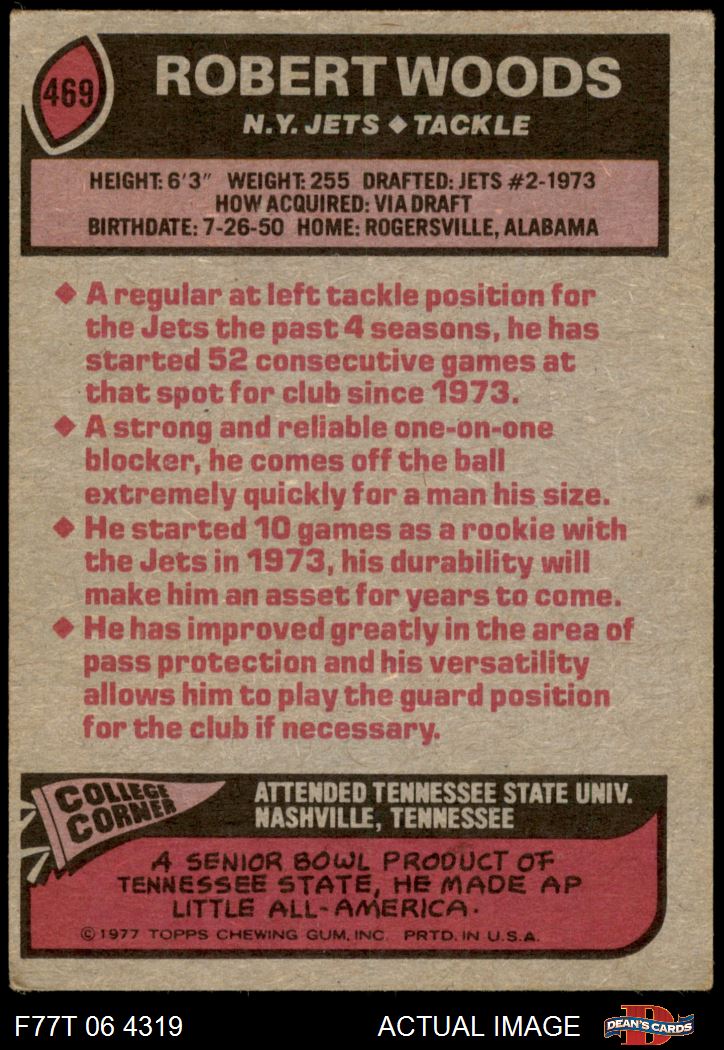 469
ROBERT WOODS
N.Y. JETS ◆ TACKLE
HEIGHT: 6'3" WEIGHT: 255 DRAFTED: JETS #2-1973
HOW ACQUIRED: VIA DRAFT
BIRTHDATE: 7-26-50 HOME: ROGERSVILLE, ALABAMA
◆ A regular at left tackle position for
the Jets the past 4 seasons, he has
started 52 consecutive games at
that spot for club since 1973.
◆ A strong and reliable one-on-one
blocker, he comes off the ball
extremely quickly for a man his size.
◆ He started 10 games as a rookie with
the Jets in 1973, his durability will
make him an asset for years to come.
◆ He has improved greatly in the area of
pass protection and his versatility
allows him to play the guard position
for the club if necessary.
COLLEGE
CORNER
ATTENDED TENNESSEE STATE UNIV.
NASHVILLE, TENNESSEE
A SENIOR BOWL PRODUCT OF
TENNESSEE STATE, HE MADE AP
LITTLE ALL-AMERICA.
© 1977 TOPPS CHEWING GUM, INC. PRTD. IN U.S.A.
F77T 06 4319
ACTUAL IMAGE
D
DEAN'S CARDS